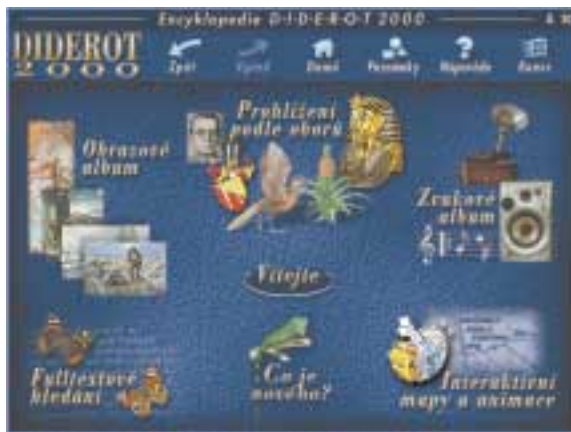 Encyklopedie D·I·D·E·R·O·T 2000
DIDEROT
2000
Zpět
Vpřed
Domů
Poznámky
Nápověda
Konec
Prohlížení
podle oborů
Obrazové
album
Zvukové
album
Vítejte
Fulltextové
hledání
Co je
nového?
Interaktivní
mapy a animace